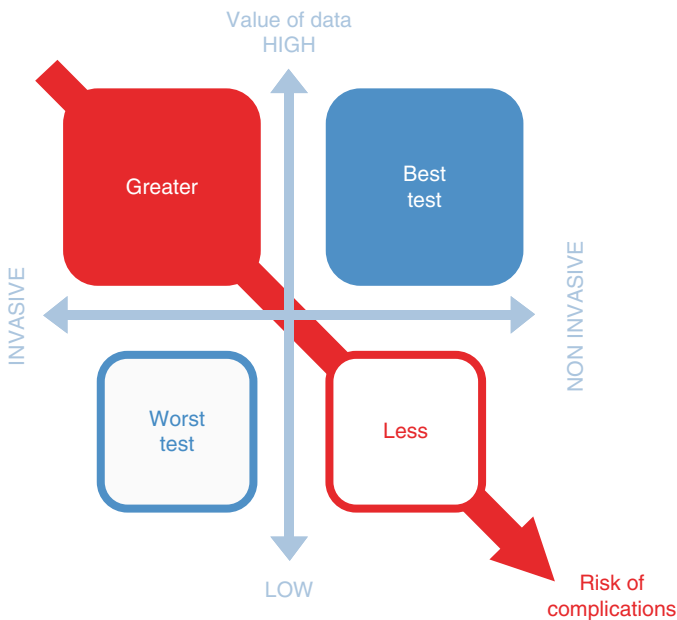 Value of data
HIGH
Greater
Best
test
INVASIVE
NON INVASIVE
Worst
test
Less
LOW
Risk of
complications